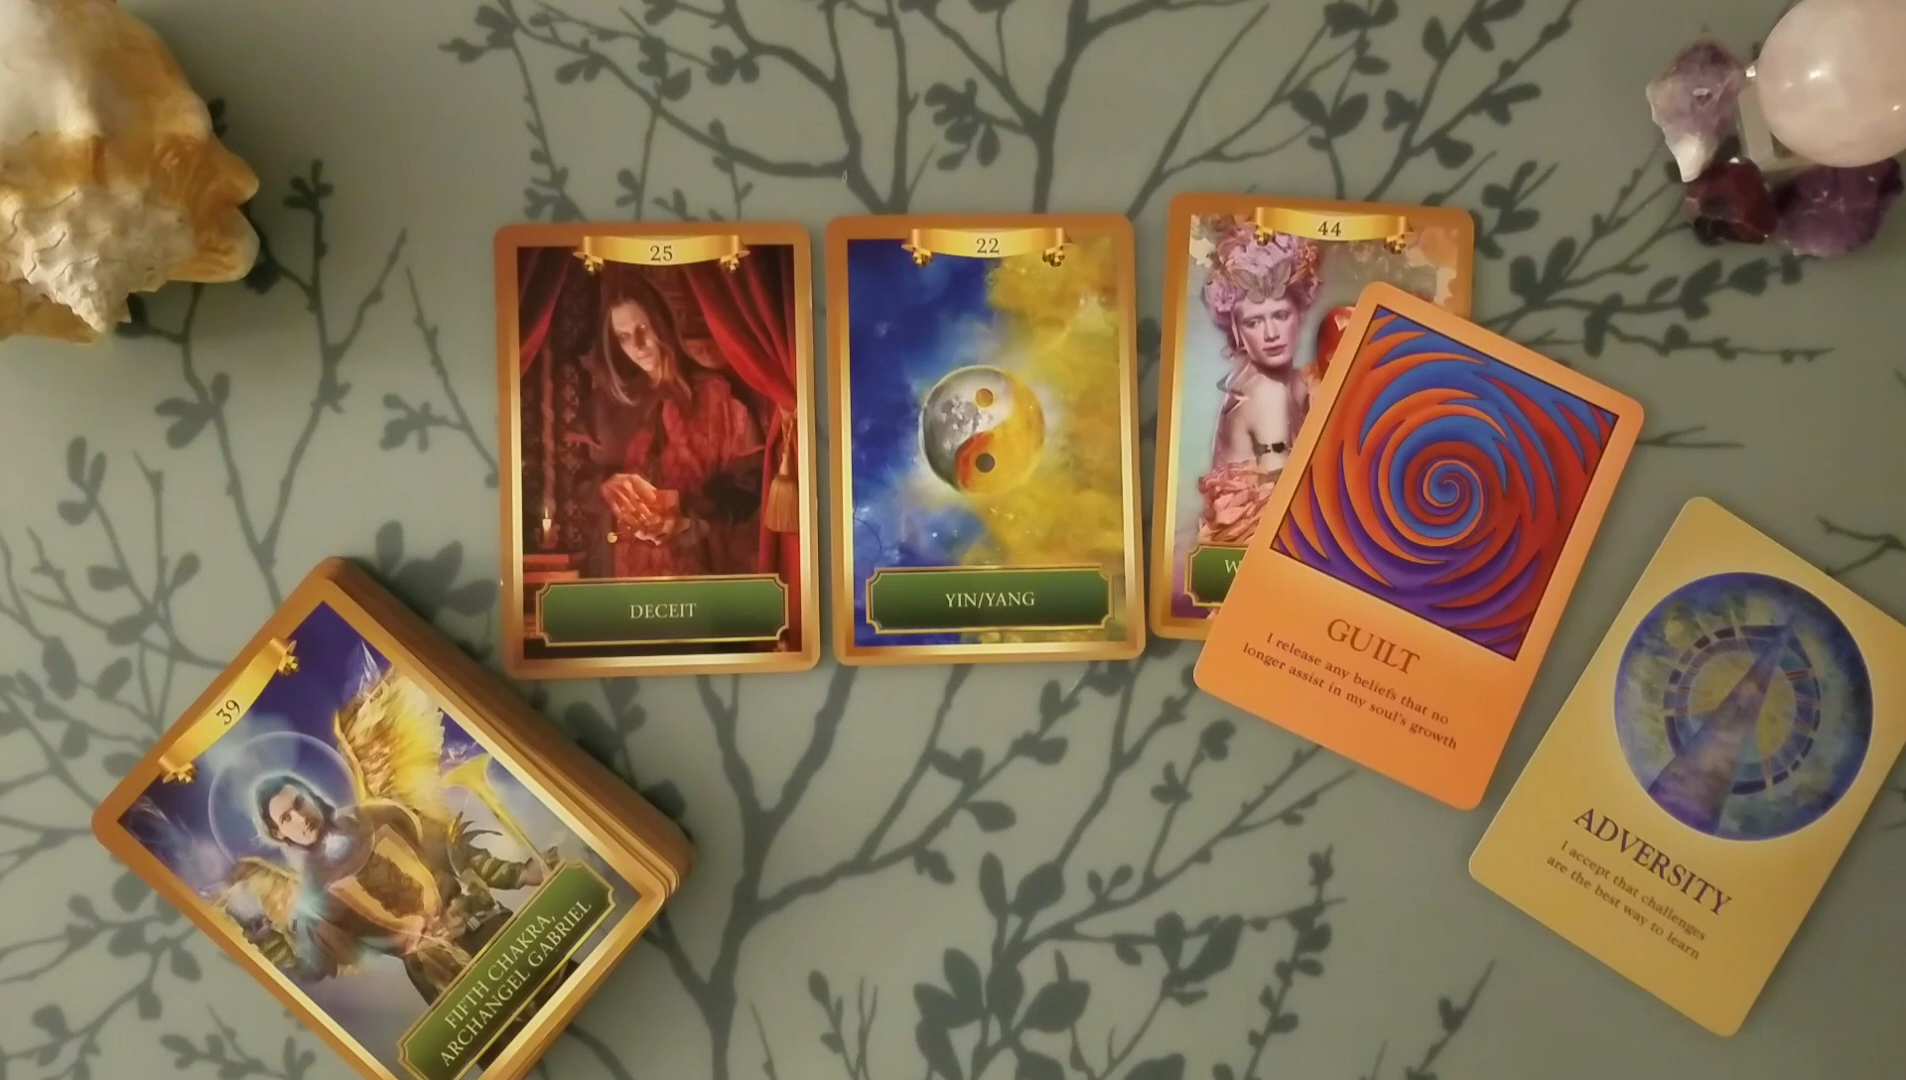 25
DECEIT
22
YIN/YANG
44
GUILT
I release any beliefs that no
longer assist in my soul's growth
ADVERSITY
I accept that challenges
are the best way to learn
39
FIFTH CHAKRA,
ARCHANGEL GABRIEL